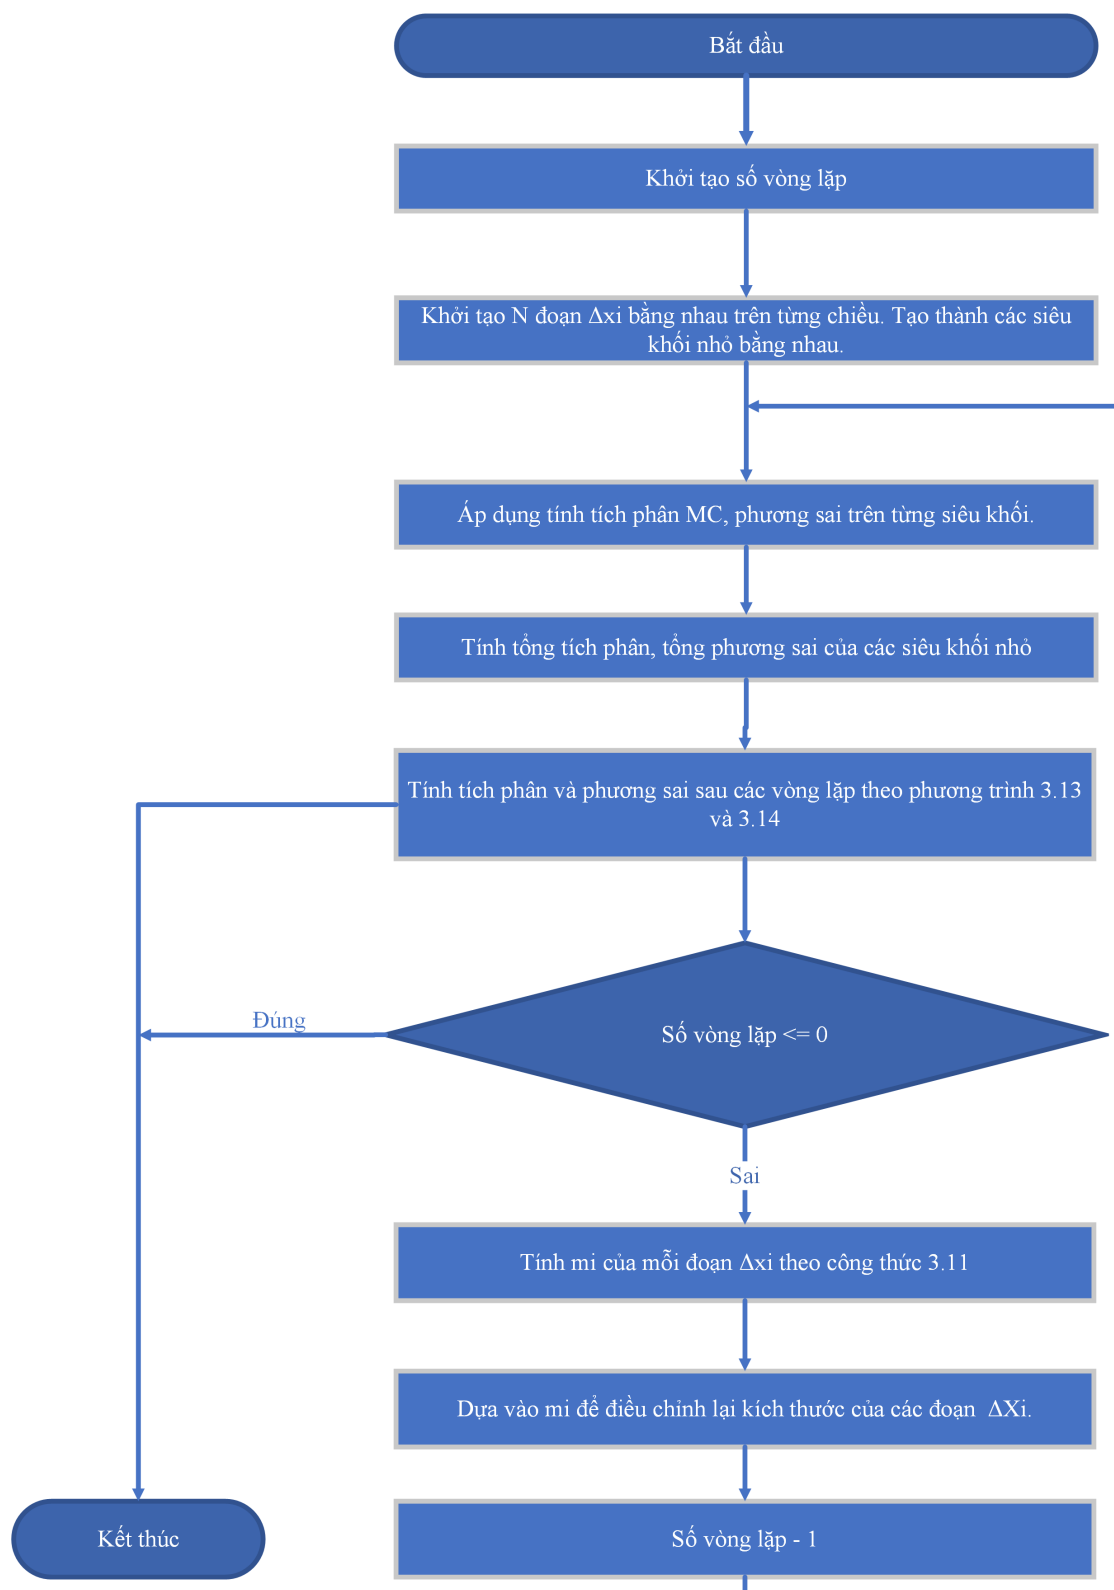 Bắt đầu
Khởi tạo số vòng lặp
Khởi tạo N đoạn Δxi bằng nhau trên từng chiều. Tạo thành các siêu
khối nhỏ bằng nhau.
Áp dụng tính tích phân MC, phương sai trên từng siêu khối.
Tính tổng tích phân, tổng phương sai của các siêu khối nhỏ
Tính tích phân và phương sai sau các vòng lặp theo phương trình 3.13
và 3.14
Đúng
Số vòng lặp <= 0
Sai
Tính mi của mỗi đoạn Δxi theo công thức 3.11
Dựa vào mi để điều chỉnh lại kích thước của các đoạn ΔXi.
Kết thúc
Số vòng lặp - 1